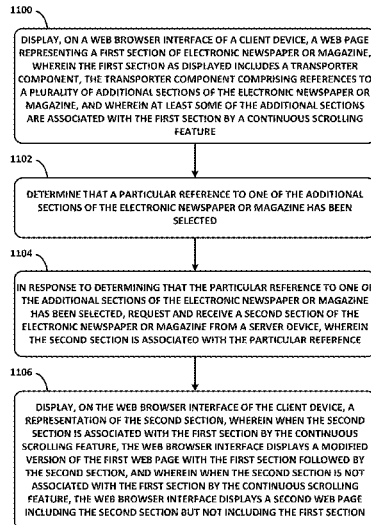 1100
DISPLAY, ON A WEB BROWSER INTERFACE OF A CLIENT DEVICE, A WEB PAGE
REPRESENTING A FIRST SECTION OF ELECTRONIC NEWSPAPER OR MAGAZINE,
WHEREIN THE FIRST SECTION AS DISPLAYED INCLUDES A TRANSPORTER
COMPONENT, THE TRANSPORTER COMPONENT COMPRISING REFERENCES TO
A PLURALITY OF ADDITIONAL SECTIONS OF THE ELECTRONIC NEWSPAPER OR
MAGAZINE, AND WHEREIN AT LEAST SOME OF THE ADDITIONAL SECTIONS
ARE ASSOCIATED WITH THE FIRST SECTION BY A CONTINUOUS SCROLLING
FEATURE
1102
DETERMINE THAT A PARTICULAR REFERENCE TO ONE OF THE ADDITIONAL
SECTIONS OF THE ELECTRONIC NEWSPAPER OR MAGAZINE HAS BEEN
SELECTED
1104
IN RESPONSE TO DETERMINING THAT THE PARTICULAR REFERENCE TO ONE OF
THE ADDITIONAL SECTIONS OF THE ELECTRONIC NEWSPAPER OR MAGAZINE
HAS BEEN SELECTED, REQUEST AND RECEIVE A SECOND SECTION OF THE
ELECTRONIC NEWSPAPER OR MAGAZINE FROM A SERVER DEVICE, WHEREIN
THE SECOND SECTION IS ASSOCIATED WITH THE PARTICULAR REFERENCE
1106
DISPLAY, ON THE WEB BROWSER INTERFACE OF THE CLIENT DEVICE, A
REPRESENTATION OF THE SECOND SECTION, WHEREIN WHEN THE SECOND
SECTION IS ASSOCIATED WITH THE FIRST SECTION BY THE CONTINUOUS
SCROLLING FEATURE, THE WEB BROWSER INTERFACE DISPLAYS A MODIFIED
VERSION OF THE FIRST WEB PAGE WITH THE FIRST SECTION FOLLOWED BY
THE SECOND SECTION, AND WHEREIN WHEN THE SECOND SECTION IS NOT
ASSOCIATED WITH THE FIRST SECTION BY THE CONTINUOUS SCROLLING
FEATURE, THE WEB BROWSER INTERFACE DISPLAYS A SECOND WEB PAGE
INCLUDING THE SECOND SECTION BUT NOT INCLUDING THE FIRST SECTION